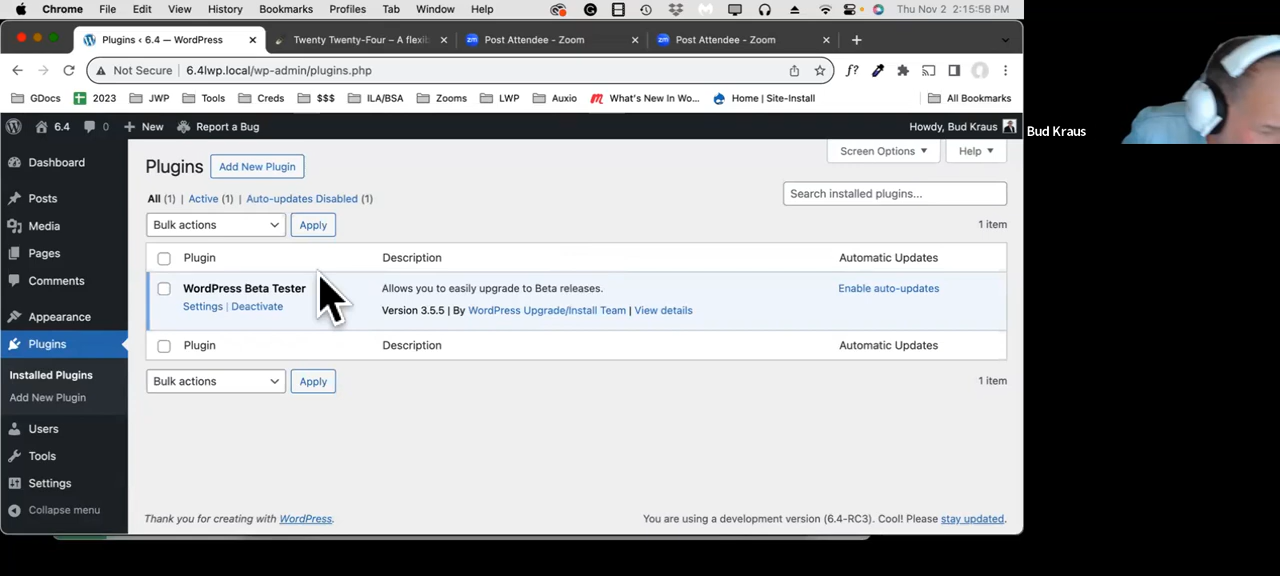 Chrome File Edit View History Bookmarks Profiles Tab Window Help Thu Nov 2 2:15:58 PM
Plugins ‹ 6.4 — WordPress Twenty Twenty-Four – A flexib Post Attendee - Zoom Post Attendee - Zoom
Not Secure 6.4lwp.local/wp-admin/plugins.php
GDocs 2023 JWP Tools Creds $$$ ILA/BSA Zooms LWP Auxio What's New In Wo... Home | Site-Install All Bookmarks
6.4 0 New Report a Bug Howdy, Bud Kraus
Bud Kraus
Dashboard
Posts
Media
Pages
Comments
Appearance
Plugins
Installed Plugins
Add New Plugin
Users
Tools
Settings
Collapse menu
Screen Options Help
Plugins Add New Plugin
All (1) | Active (1) | Auto-updates Disabled (1)
Search installed plugins...
Bulk actions Apply 1 item
Plugin Description Automatic Updates
WordPress Beta Tester Allows you to easily upgrade to Beta releases. Enable auto-updates
Settings | Deactivate Version 3.5.5 | By WordPress Upgrade/Install Team | View details
Plugin Description Automatic Updates
Bulk actions Apply 1 item
Thank you for creating with WordPress. You are using a development version (6.4-RC3). Cool! Please stay updated.